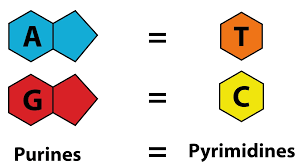 A = T
G = C
Purines = Pyrimidines